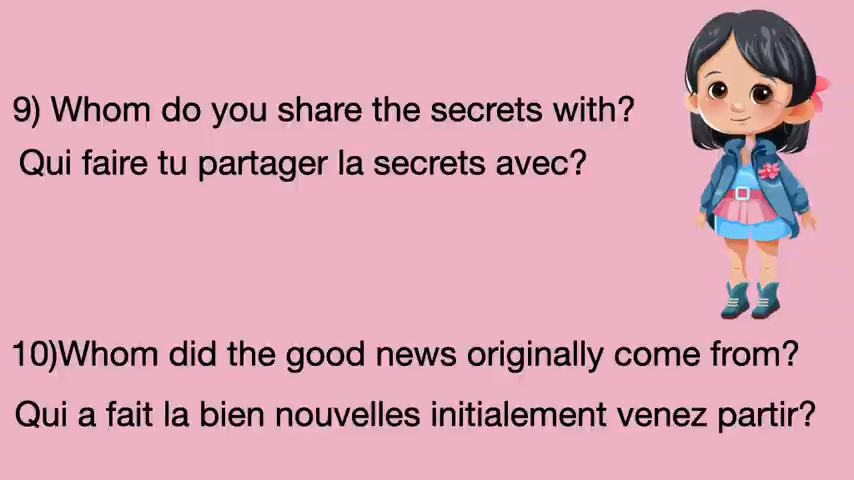 9) Whom do you share the secrets with?
Qui faire tu partager la secrets avec?
10)Whom did the good news originally come from?
Qui a fait la bien nouvelles initialement venez partir?